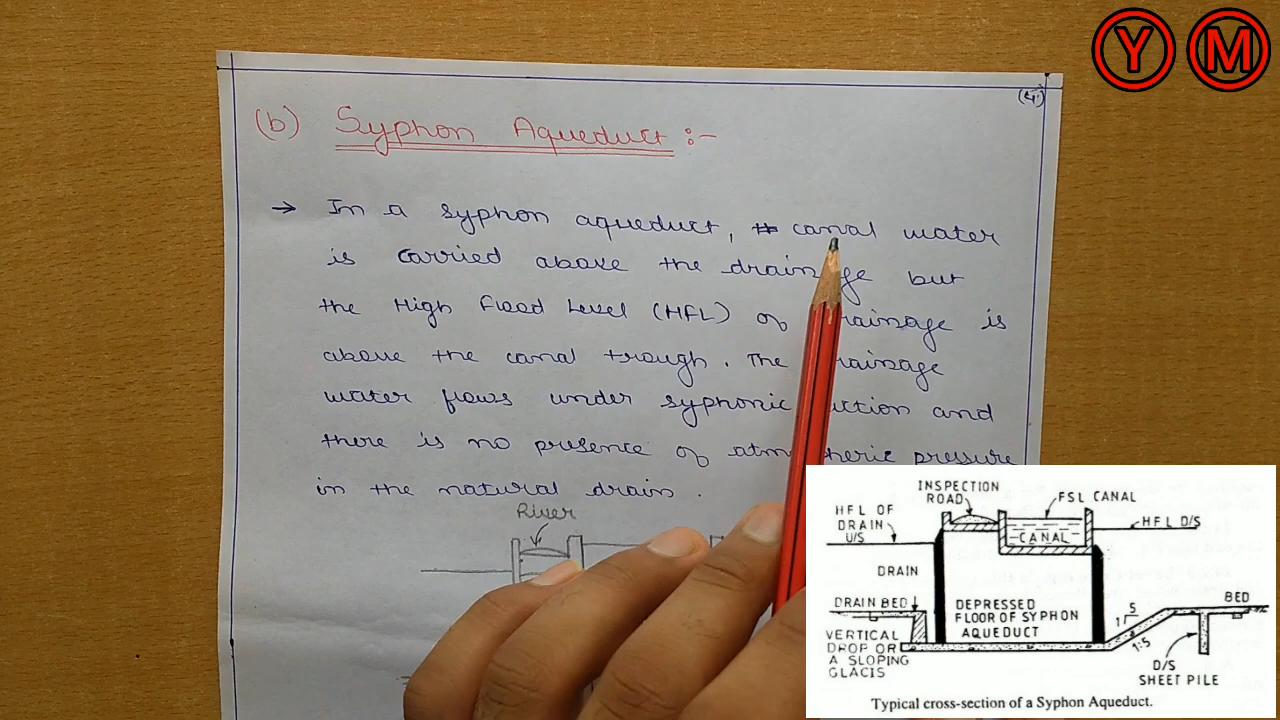 Y M
(b) Syphon Aqueduct :-
→ In a syphon aqueduct, canal water
is carried above the drainage but
the High Flood Level (HFL) of drainage is
above the canal trough. The drainage
water flows under syphonic action and
there is no presence of atmospheric pressure
in the natural drain.
River
INSPECTION
ROAD
FSL CANAL
HFL OF
DRAIN
U/S
HFL D/S
CANAL
DRAIN
DRAIN BED
DEPRESSED
FLOOR OF SYPHON
AQUEDUCT
VERTICAL
DROP OR
A SLOPING
GLACIS
1
5
1:5
BED
D/S
SHEET PILE
Typical cross-section of a Syphon Aqueduct.